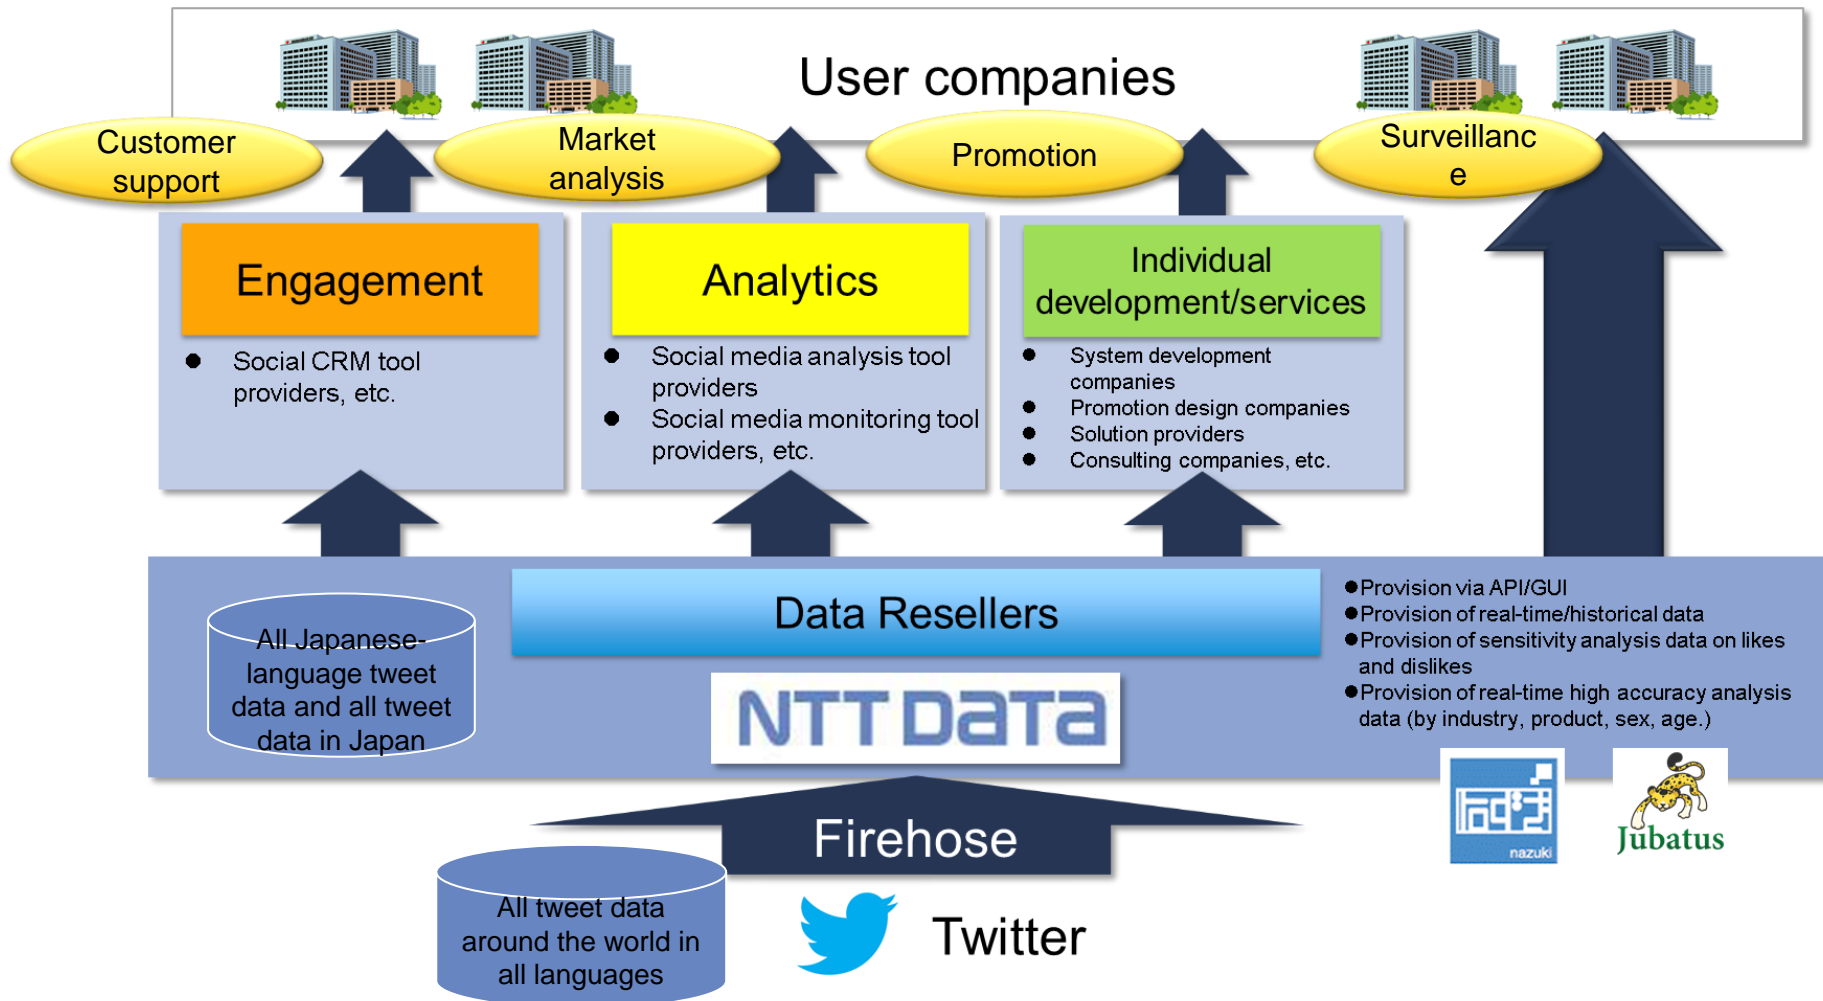 User companies
Customer
support
Market
analysis
Promotion
Surveillanc
e
Engagement
● Social CRM tool
providers, etc.
Analytics
● Social media analysis tool
providers
● Social media monitoring tool
providers, etc.
Individual
development/services
● System development
companies
● Promotion design companies
● Solution providers
● Consulting companies, etc.
All Japanese-
language tweet
data and all tweet
data in Japan
Data Resellers
NTT DATA
●Provision via API/GUI
●Provision of real-time/historical data
●Provision of sensitivity analysis data on likes
and dislikes
●Provision of real-time high accuracy analysis
data (by industry, product, sex, age.)
nazuki
Jubatus
Firehose
All tweet data
around the world in
all languages
Twitter